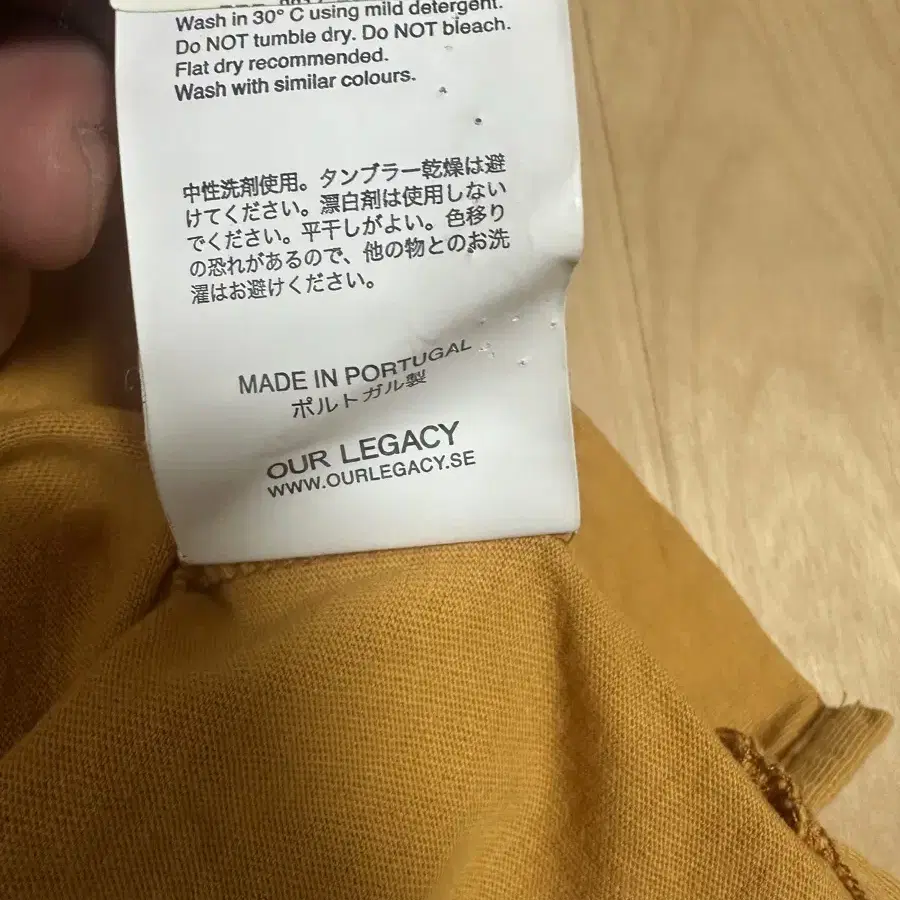 Wash in 30° C using mild detergent.
Do NOT tumble dry. Do NOT bleach.
Flat dry recommended.
Wash with similar colours.
中性洗剤使用。タンブラー乾燥は避
けてください。漂白剤は使用しない
でください。平干しがよい。色移り
の恐れがあるので、他の物とのお洗
濯はお避けください。
MADE IN PORTUGAL
ポルトガル製
OUR LEGACY
WWW.OURLEGACY.SE